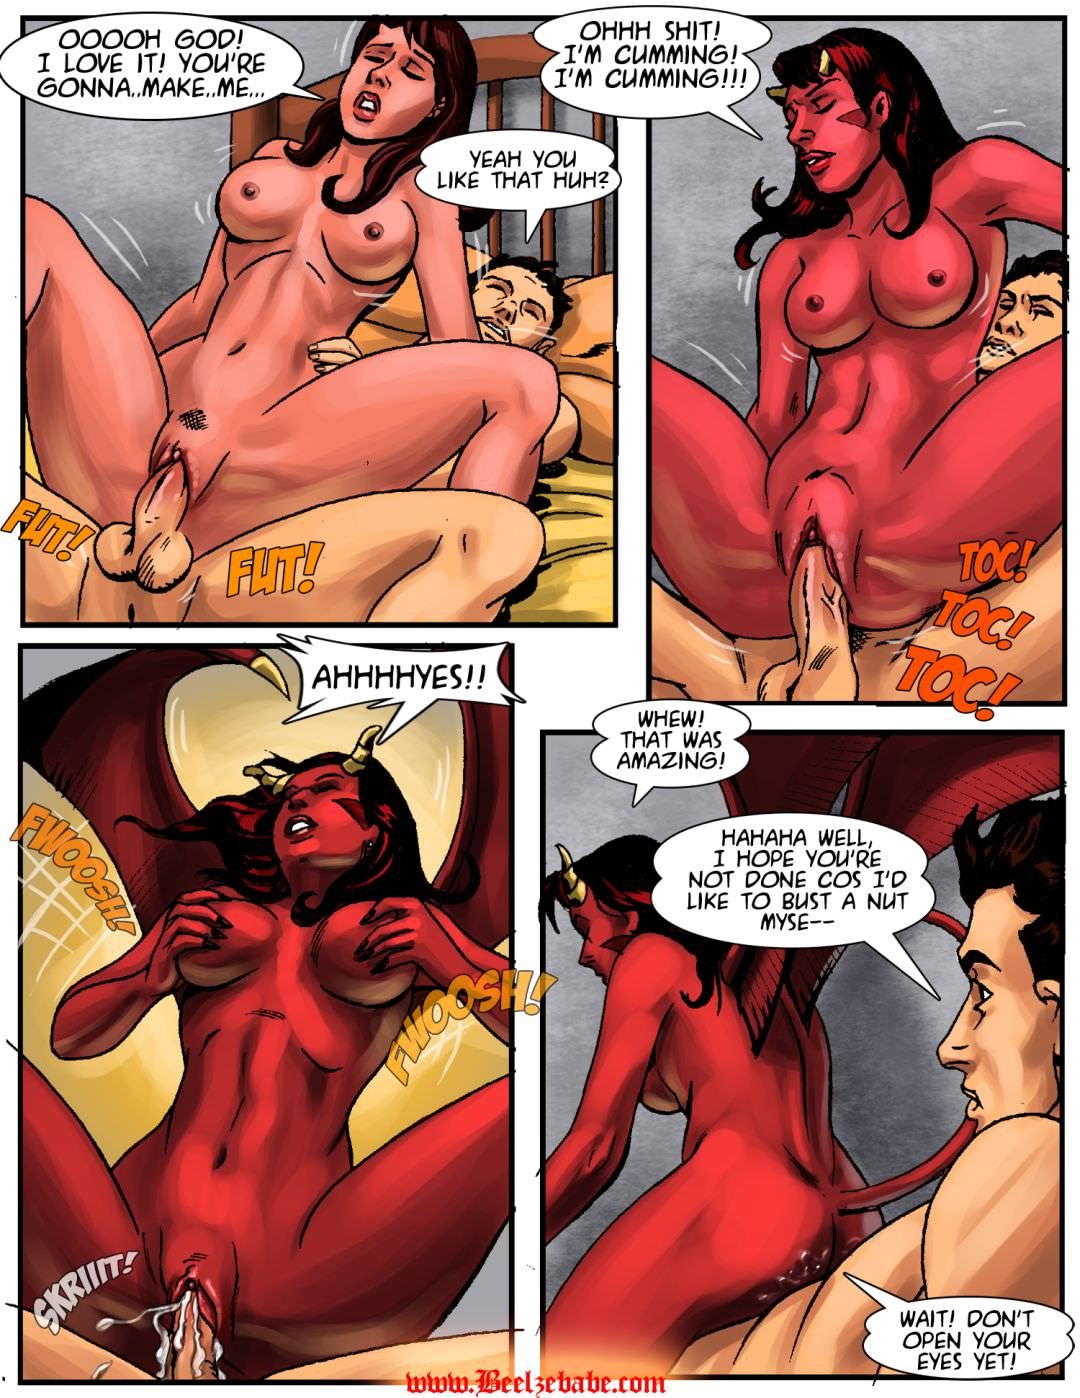 OOOOH GOD!
I LOVE IT! YOU'RE
GONNA..MAKE..ME...
YEAH YOU
LIKE THAT HUH?
FUT!
FUT!
OHHH SHIT!
I'M CUMMING!
I'M CUMMING!!!
TOC!
TOC!
TOC!
AHHHHYES!!
FWOOSH!
FWOOSH!
SKRIIIT!
WHEW!
THAT WAS
AMAZING!
HAHAHA WELL,
I HOPE YOU'RE
NOT DONE COS I'D
LIKE TO BUST A NUT
MYSE--
WAIT! DON'T
OPEN YOUR
EYES YET!
www.Beelzebabe.com